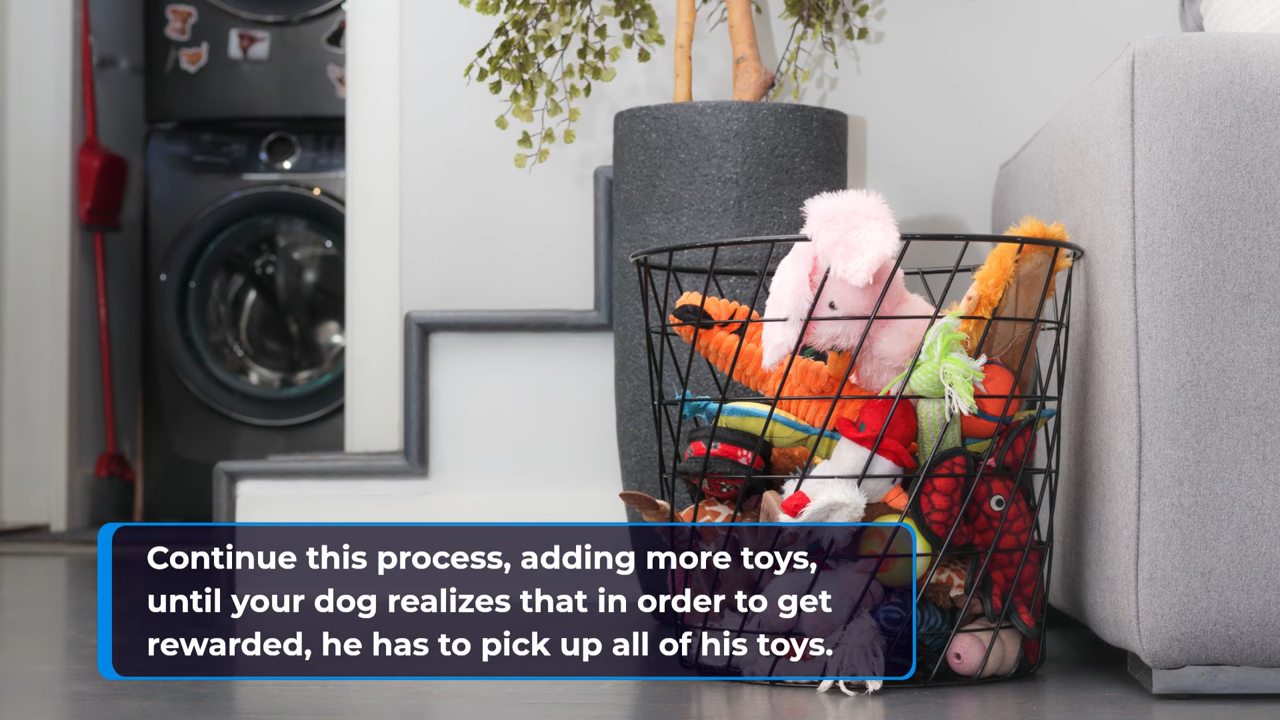 Continue this process, adding more toys,
until your dog realizes that in order to get
rewarded, he has to pick up all of his toys.